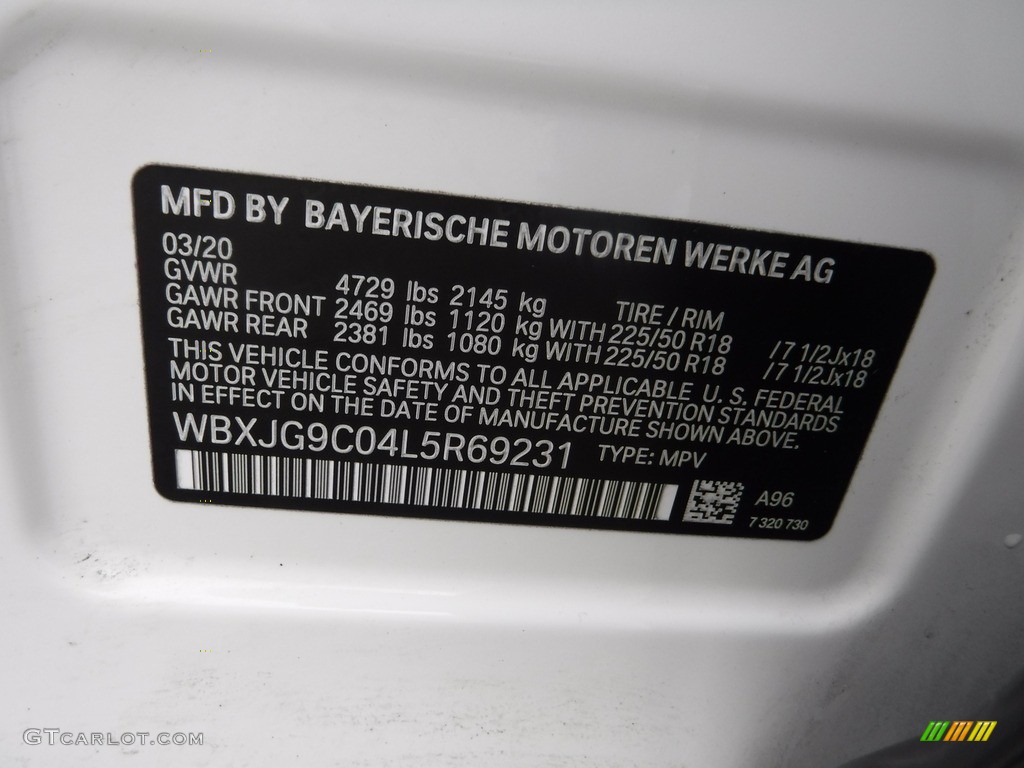 MFD BY BAYERISCHE MOTOREN WERKE AG
03/20
GVWR 4729 lbs 2145 kg TIRE / RIM
GAWR FRONT 2469 lbs 1120 kg WITH 225/50 R18 / 7 1/2Jx18
GAWR REAR 2381 lbs 1080 kg WITH 225/50 R18 / 7 1/2Jx18
THIS VEHICLE CONFORMS TO ALL APPLICABLE U. S. FEDERAL
MOTOR VEHICLE SAFETY AND THEFT PREVENTION STANDARDS
IN EFFECT ON THE DATE OF MANUFACTURE SHOWN ABOVE.
WBXJG9C04L5R69231 TYPE: MPV
A96
7 320 730
GTCARLOT.COM